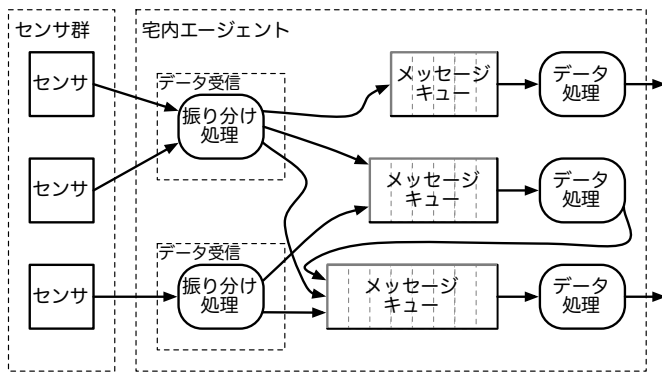 センサ群
宅内エージェント
センサ
データ受信
振り分け
処理
メッセージ
キュー
データ
処理
センサ
メッセージ
キュー
データ
処理
センサ
データ受信
振り分け
処理
メッセージ
キュー
データ
処理